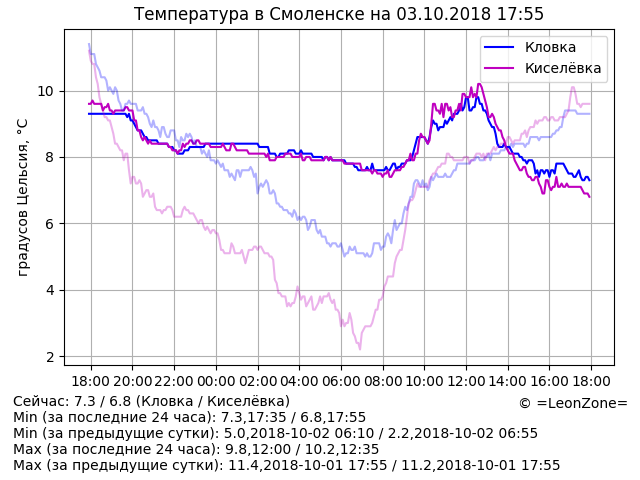 Температура в Смоленске на 03.10.2018 17:55
градусов Цельсия, °C
Кловка
Киселёвка
10
8
6
4
2
18:00 20:00 22:00 00:00 02:00 04:00 06:00 08:00 10:00 12:00 14:00 16:00 18:00
Сейчас: 7.3 / 6.8 (Кловка / Киселёвка)
© =LeonZone=
Min (за последние 24 часа): 7.3,17:35 / 6.8,17:55
Min (за предыдущие сутки): 5.0,2018-10-02 06:10 / 2.2,2018-10-02 06:55
Max (за последние 24 часа): 9.8,12:00 / 10.2,12:35
Max (за предыдущие сутки): 11.4,2018-10-01 17:55 / 11.2,2018-10-01 17:55